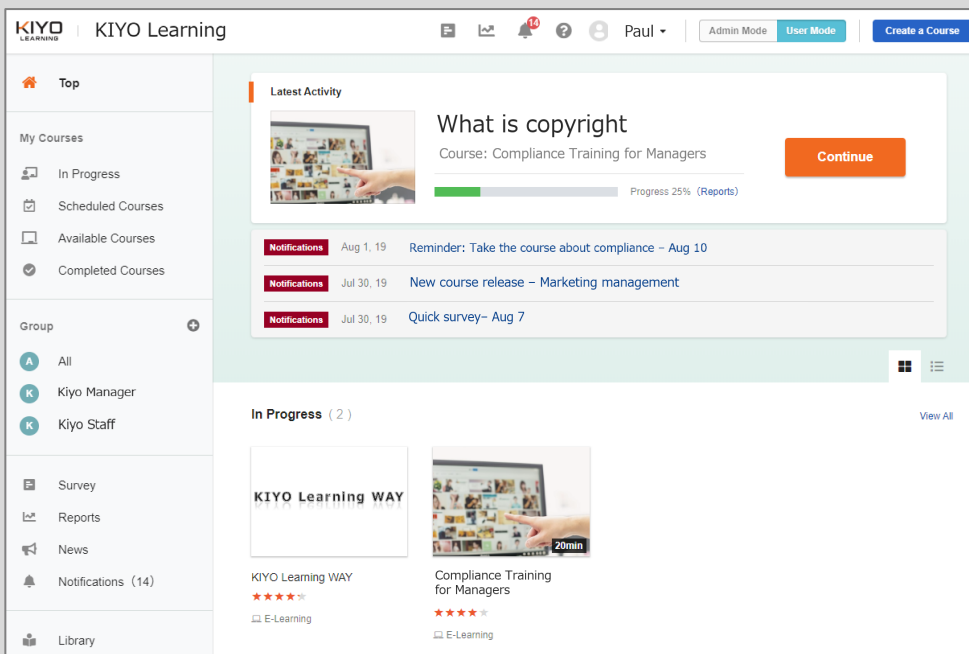 KIYO
LEARNING
KIYO Learning
14
Paul
Admin Mode
User Mode
Create a Course
Top
My Courses
In Progress
Scheduled Courses
Available Courses
Completed Courses
Group
A All
K Kiyo Manager
K Kiyo Staff
Survey
Reports
News
Notifications (14)
Library
Latest Activity
What is copyright
Course: Compliance Training for Managers
Progress 25% (Reports)
Continue
Notifications Aug 1, 19 Reminder: Take the course about compliance – Aug 10
Notifications Jul 30, 19 New course release – Marketing management
Notifications Jul 30, 19 Quick survey– Aug 7
In Progress ( 2 )
View All
KIYO Learning WAY
KIYO Learning WAY
E-Learning
20min
Compliance Training
for Managers
E-Learning